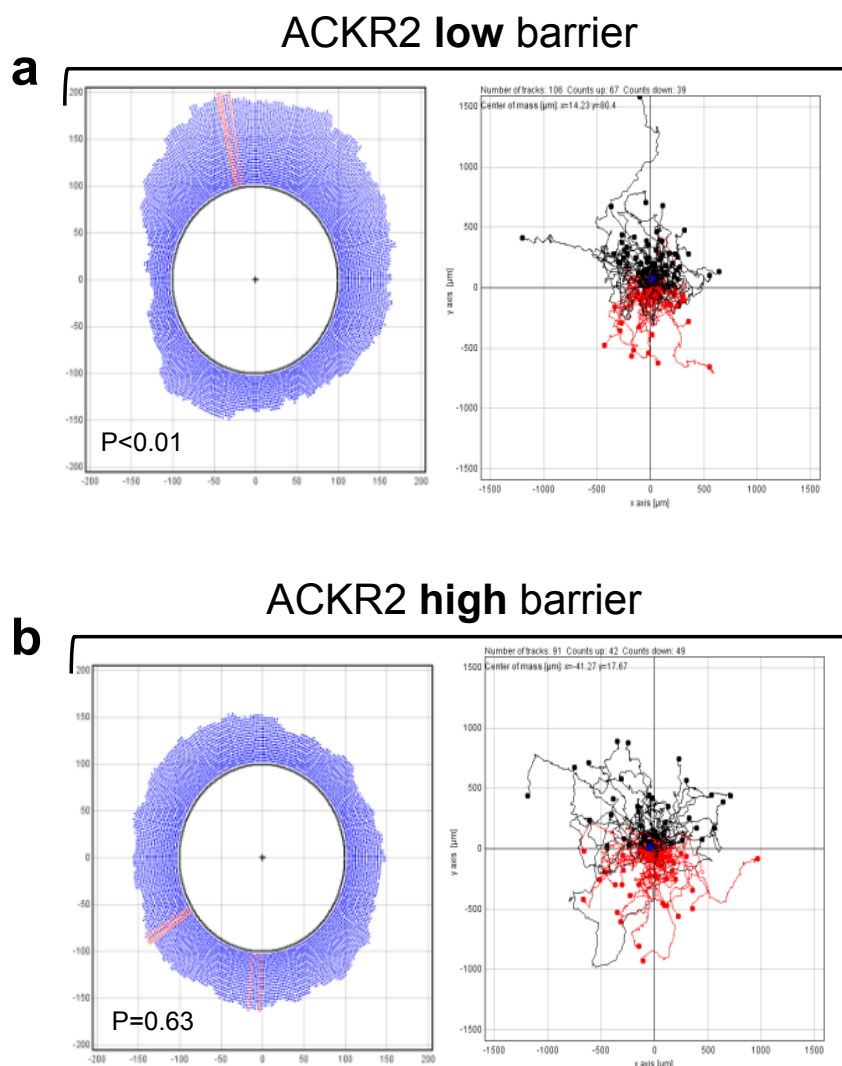 ACKR2 low barrier
a
200
150
100
50
0
-50
-100
-150
-200
P<0.01
-200 -150 -100 -50 0 50 100 150 200
Number of tracks: 106 Counts up: 67 Counts down: 39
Center of mass [µm]: x=14.23 y=80.4
1500
1000
500
0
-500
-1000
-1500
y axis [µm]
-1500 -1000 -500 0 500 1000 1500
x axis [µm]
ACKR2 high barrier
b
200
150
100
50
0
-50
-100
-150
-200
P=0.63
-200 -150 -100 -50 0 50 100 150 200
Number of tracks: 91 Counts up: 42 Counts down: 49
Center of mass [µm]: x=-41.27 y=17.67
1500
1000
500
0
-500
-1000
-1500
y axis [µm]
-1500 -1000 -500 0 500 1000 1500
x axis [µm]